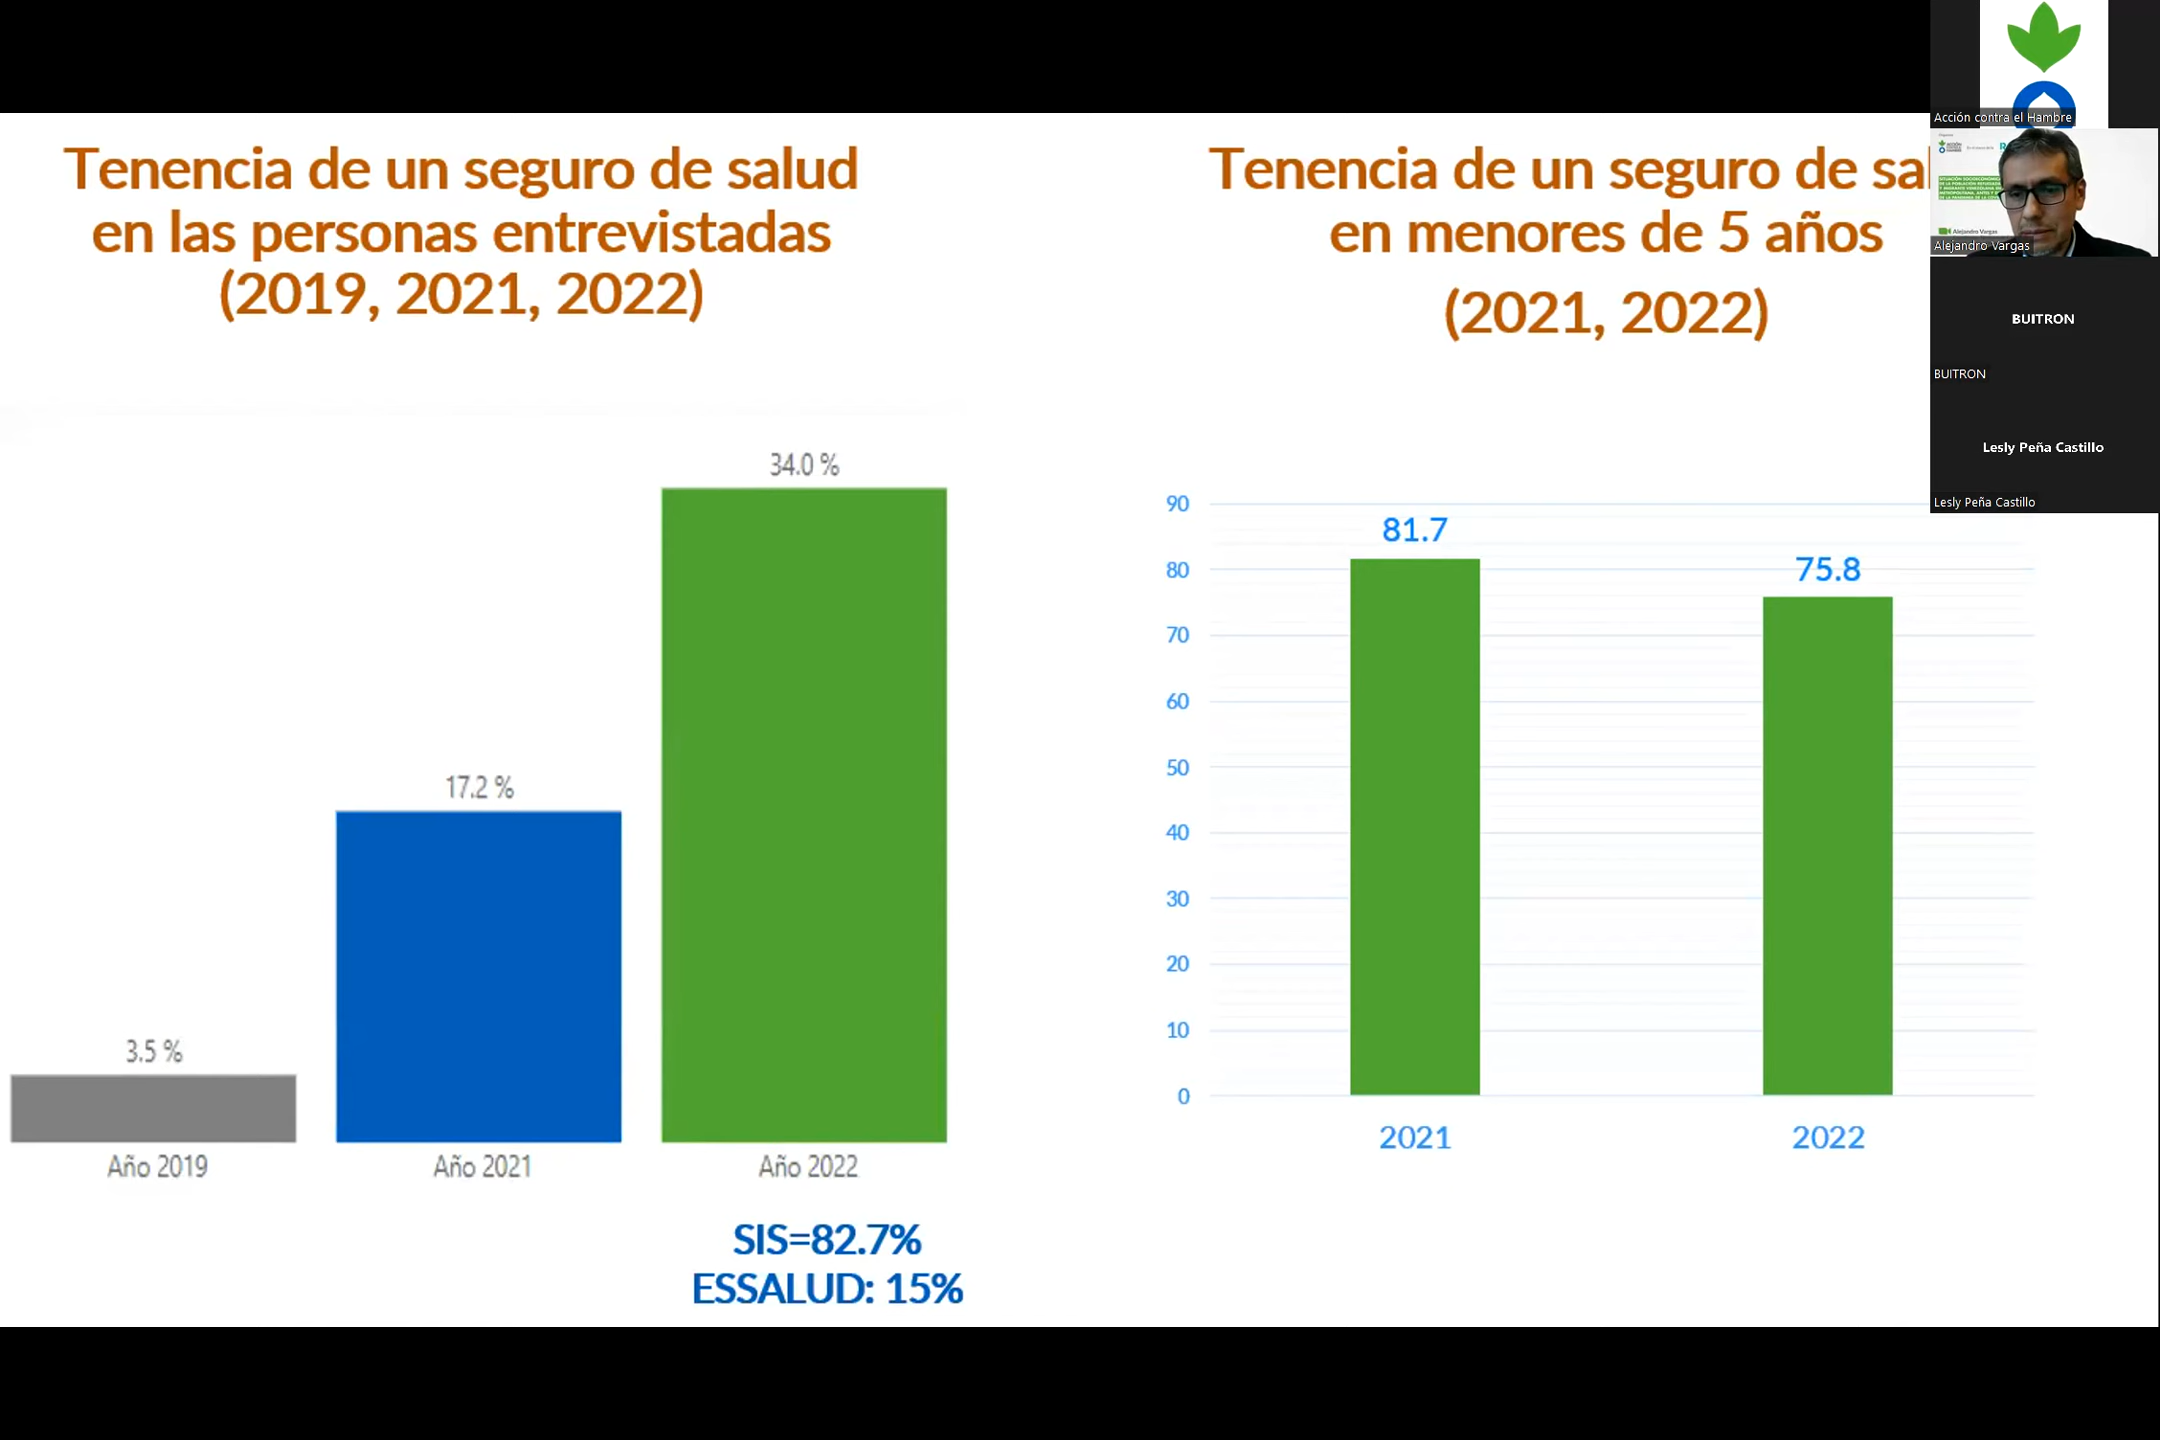 Tenencia de un seguro de salud
en las personas entrevistadas
(2019, 2021, 2022)
34.0 %
17.2 %
3.5 %
Año 2019
Año 2021
Año 2022
SIS=82.7%
ESSALUD: 15%
Tenencia de un seguro de sal
en menores de 5 años
(2021, 2022)
90
80
70
60
50
40
30
20
10
0
81.7
75.8
2021
2022
Acción contra el Hambre
Alejandro Vargas
Alejandro Vargas
BUITRON
BUITRON
Lesly Peña Castillo
Lesly Peña Castillo